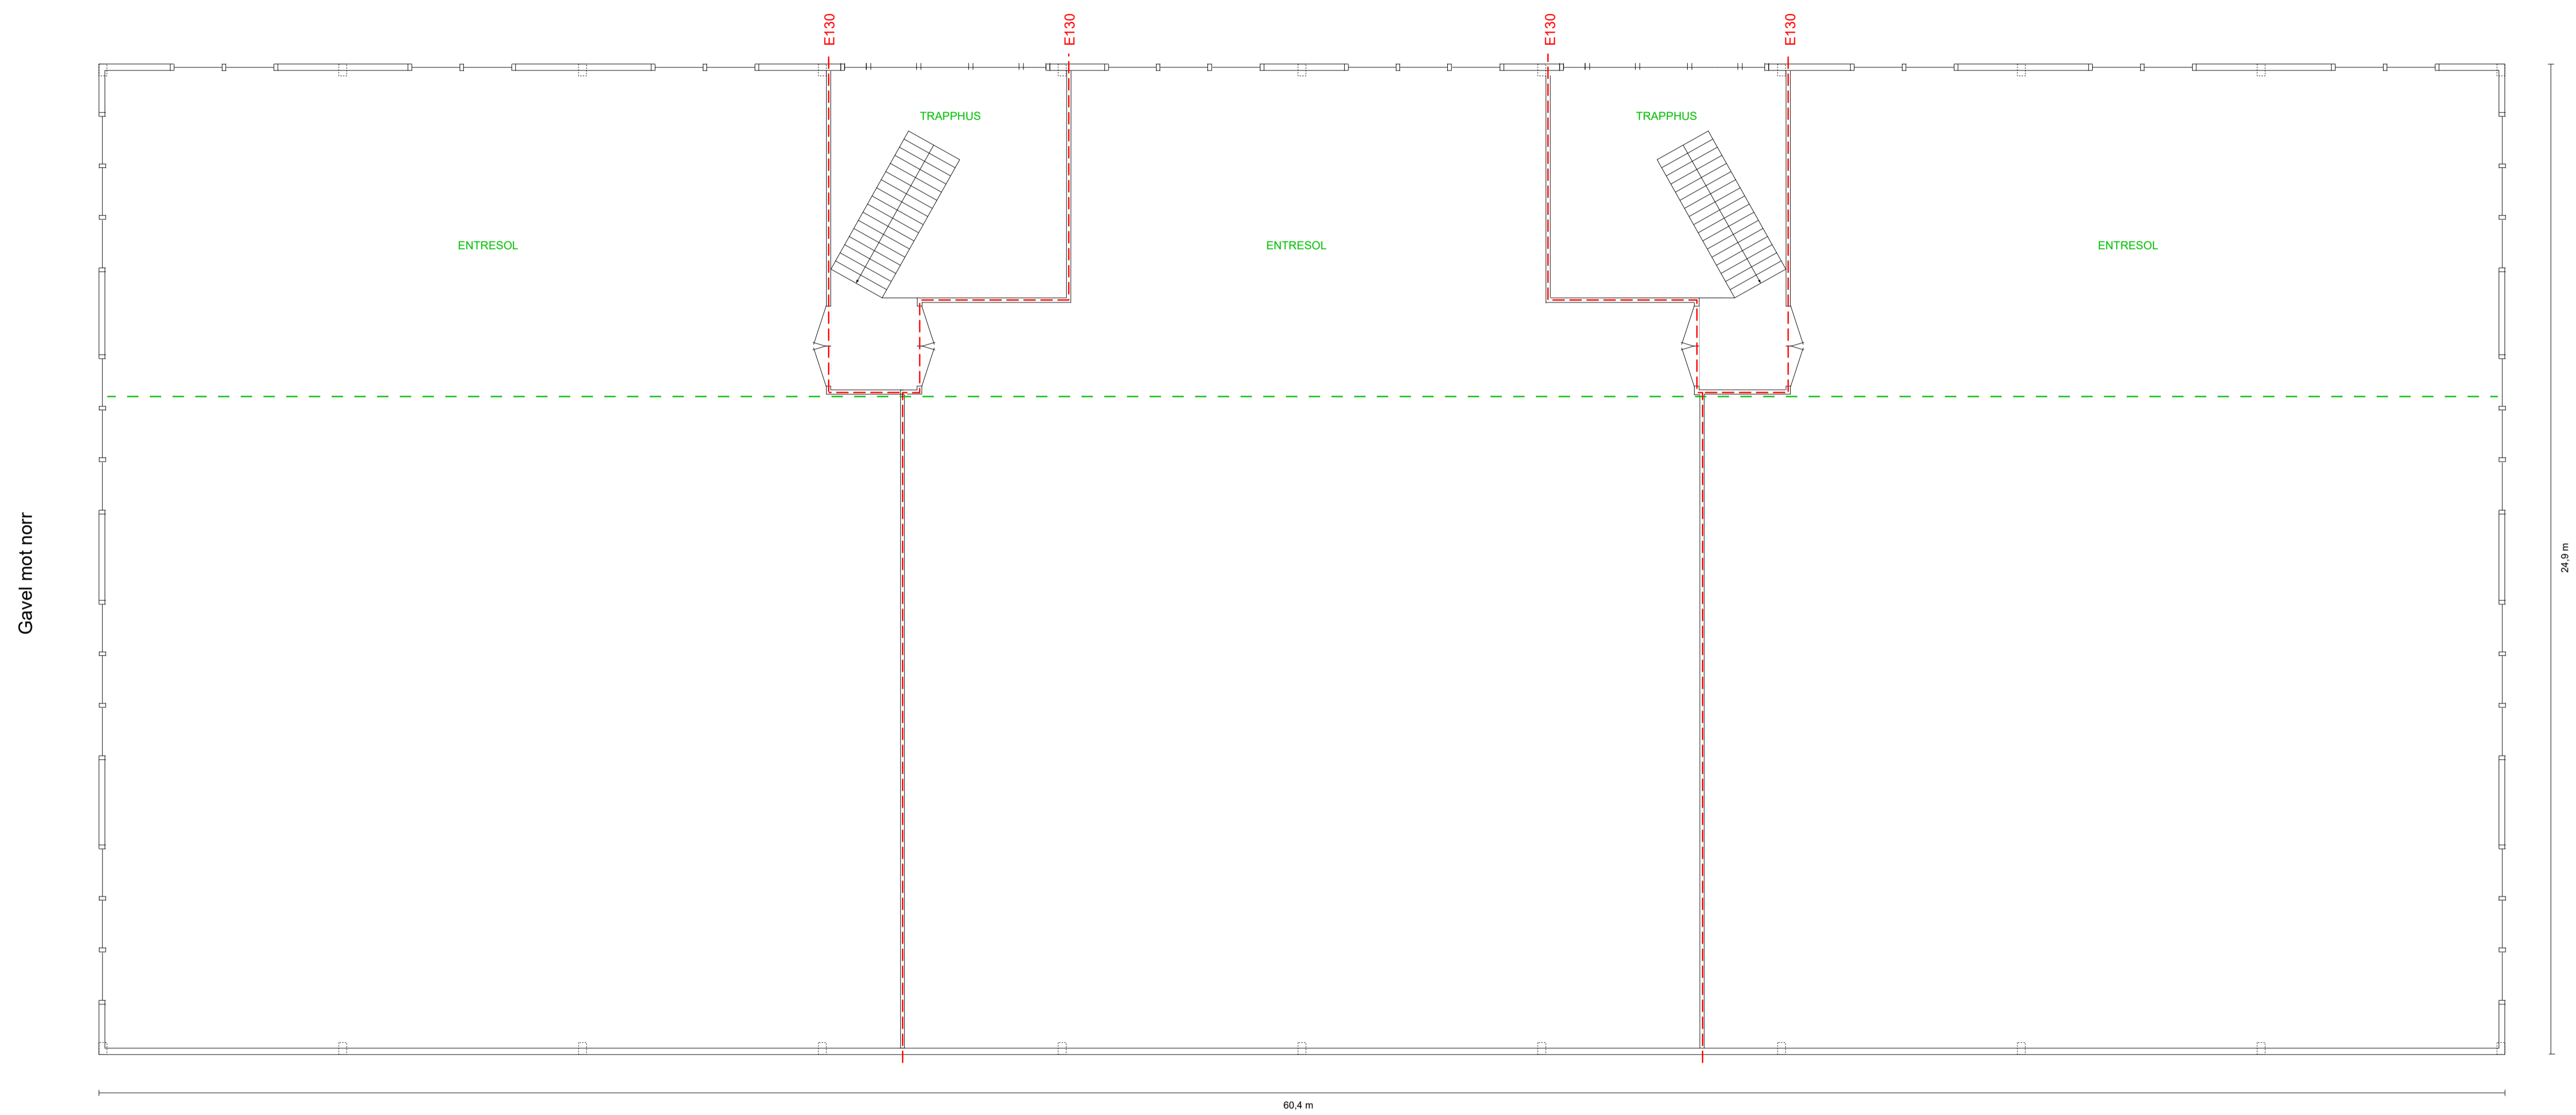 E130
E130
E130
E130
TRAPPHUS
TRAPPHUS
ENTRESOL
ENTRESOL
ENTRESOL
Gavel mot norr
24,9 m
60,4 m